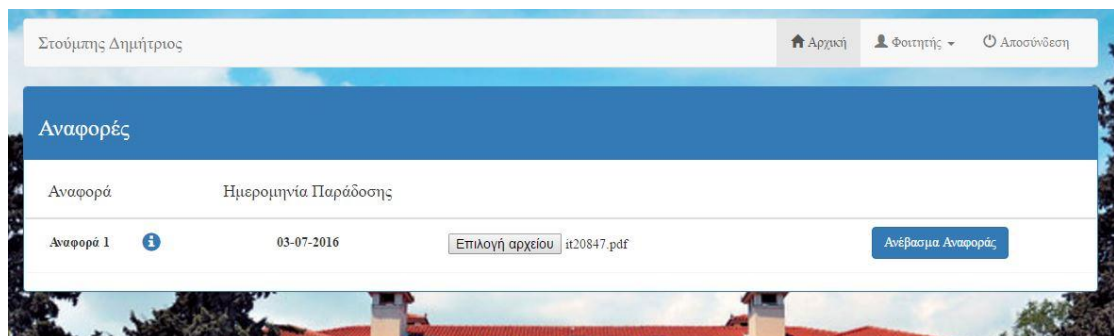 Στούμπης Δημήτριος Αρχική Φοιτητής Αποσύνδεση
Αναφορές
Αναφορά Ημερομηνία Παράδοσης
Αναφορά 1 03-07-2016 Επιλογή αρχείου it20847.pdf Ανέβασμα Αναφοράς